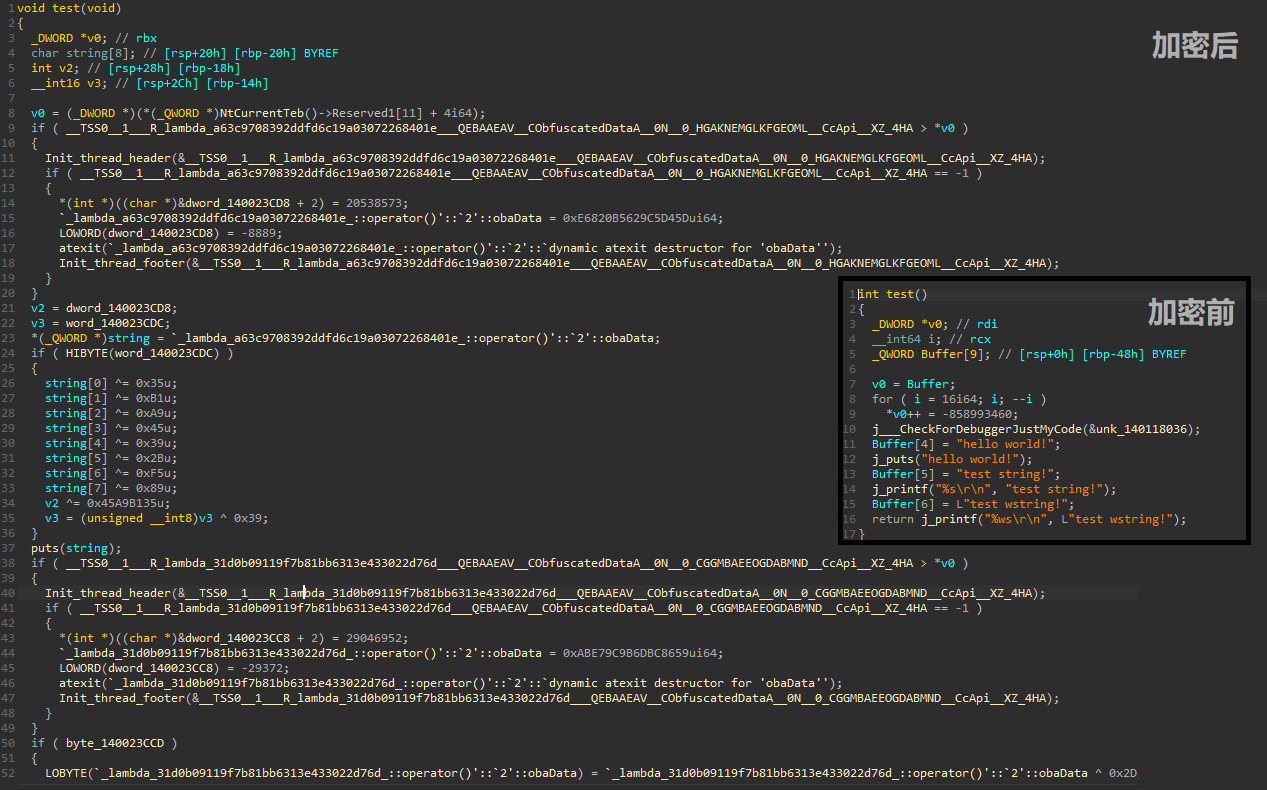 1 void test(void)
2 {
3 _DWORD *v0; // rbx
4 char string[8]; // [rsp+20h] [rbp-20h] BYREF
5 int v2; // [rsp+28h] [rbp-18h]
6 __int16 v3; // [rsp+2Ch] [rbp-14h]
7
8 v0 = (_DWORD *)(*(_QWORD *)NtCurrentTeb()->Reserved1[11] + 4i64);
9 if ( __TSS0__1___R_lambda_a63c9708392ddfd6c19a03072268401e___QEBAAEAV__CObfuscatedDataA__0N__0_HGAKNEMGLKFGEOML__CcApi__XZ_4HA > *v0 )
10 {
11 Init_thread_header(&__TSS0__1___R_lambda_a63c9708392ddfd6c19a03072268401e___QEBAAEAV__CObfuscatedDataA__0N__0_HGAKNEMGLKFGEOML__CcApi__XZ_4HA);
12 if ( __TSS0__1___R_lambda_a63c9708392ddfd6c19a03072268401e___QEBAAEAV__CObfuscatedDataA__0N__0_HGAKNEMGLKFGEOML__CcApi__XZ_4HA == -1 )
13 {
14 *(int *)((char *)&dword_140023CD8 + 2) = 20538573;
15 `_lambda_a63c9708392ddfd6c19a03072268401e_::operator()'::`2'::obaData = 0xE6820B5629C5D45Dui64;
16 LOWORD(dword_140023CD8) = -8889;
17 atexit(`_lambda_a63c9708392ddfd6c19a03072268401e_::operator()'::`2'::`dynamic atexit destructor for 'obaData'');
18 Init_thread_footer(&__TSS0__1___R_lambda_a63c9708392ddfd6c19a03072268401e___QEBAAEAV__CObfuscatedDataA__0N__0_HGAKNEMGLKFGEOML__CcApi__XZ_4HA);
19 }
20 }
21 v2 = dword_140023CD8;
22 v3 = word_140023CDC;
23 *(_QWORD *)string = `_lambda_a63c9708392ddfd6c19a03072268401e_::operator()'::`2'::obaData;
24 if ( HIBYTE(word_140023CDC) )
25 {
26 string[0] ^= 0x35u;
27 string[1] ^= 0xB1u;
28 string[2] ^= 0xA9u;
29 string[3] ^= 0x45u;
30 string[4] ^= 0x39u;
31 string[5] ^= 0x2Bu;
32 string[6] ^= 0xF5u;
33 string[7] ^= 0x89u;
34 v2 ^= 0x45A9B135u;
35 v3 = (unsigned __int8)v3 ^ 0x39;
36 }
37 puts(string);
38 if ( __TSS0__1___R_lambda_31d0b09119f7b81bb6313e433022d76d___QEBAAEAV__CObfuscatedDataA__0N__0_CGGMBAEEOGDABMND__CcApi__XZ_4HA > *v0 )
39 {
40 Init_thread_header(&__TSS0__1___R_lambda_31d0b09119f7b81bb6313e433022d76d___QEBAAEAV__CObfuscatedDataA__0N__0_CGGMBAEEOGDABMND__CcApi__XZ_4HA);
41 if ( __TSS0__1___R_lambda_31d0b09119f7b81bb6313e433022d76d___QEBAAEAV__CObfuscatedDataA__0N__0_CGGMBAEEOGDABMND__CcApi__XZ_4HA == -1 )
42 {
43 *(int *)((char *)&dword_140023CC8 + 2) = 29046952;
44 `_lambda_31d0b09119f7b81bb6313e433022d76d_::operator()'::`2'::obaData = 0xABE79C9B6DBC8659ui64;
45 LOWORD(dword_140023CC8) = -29372;
46 atexit(`_lambda_31d0b09119f7b81bb6313e433022d76d_::operator()'::`2'::`dynamic atexit destructor for 'obaData'');
47 Init_thread_footer(&__TSS0__1___R_lambda_31d0b09119f7b81bb6313e433022d76d___QEBAAEAV__CObfuscatedDataA__0N__0_CGGMBAEEOGDABMND__CcApi__XZ_4HA);
48 }
49 }
50 if ( byte_140023CCD )
51 {
52 LOBYTE(`_lambda_31d0b09119f7b81bb6313e433022d76d_::operator()'::`2'::obaData) = `_lambda_31d0b09119f7b81bb6313e433022d76d_::operator()'::`2'::obaData ^ 0x2D
加密后
1 int test()
2 {
3 _DWORD *v0; // rdi
4 __int64 i; // rcx
5 _QWORD Buffer[9]; // [rsp+0h] [rbp-48h] BYREF
6
7 v0 = Buffer;
8 for ( i = 16i64; i; --i )
9 *v0++ = -858993460;
10 j___CheckForDebuggerJustMyCode(&unk_140118036);
11 Buffer[4] = "hello world!";
12 j_puts("hello world!");
13 Buffer[5] = "test string!";
14 j_printf("%s\r\n", "test string!");
15 Buffer[6] = L"test wstring!";
16 return j_printf("%ws\r\n", L"test wstring!");
17 }
加密前